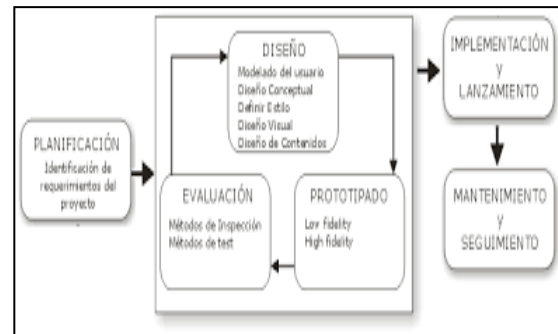 PLANIFICACIÓN
Identificación de
requerimientos del
proyecto
DISEÑO
Modelado del usuario
Diseño Conceptual
Definir Estilo
Diseño Visual
Diseño de Contenidos
EVALUACIÓN
Métodos de Inspección
Métodos de test
PROTOTIPADO
Low fidelity
High fidelity
IMPLEMENTACIÓN
y
LANZAMIENTO
MANTENIMIENTO
y
SEGUIMIENTO